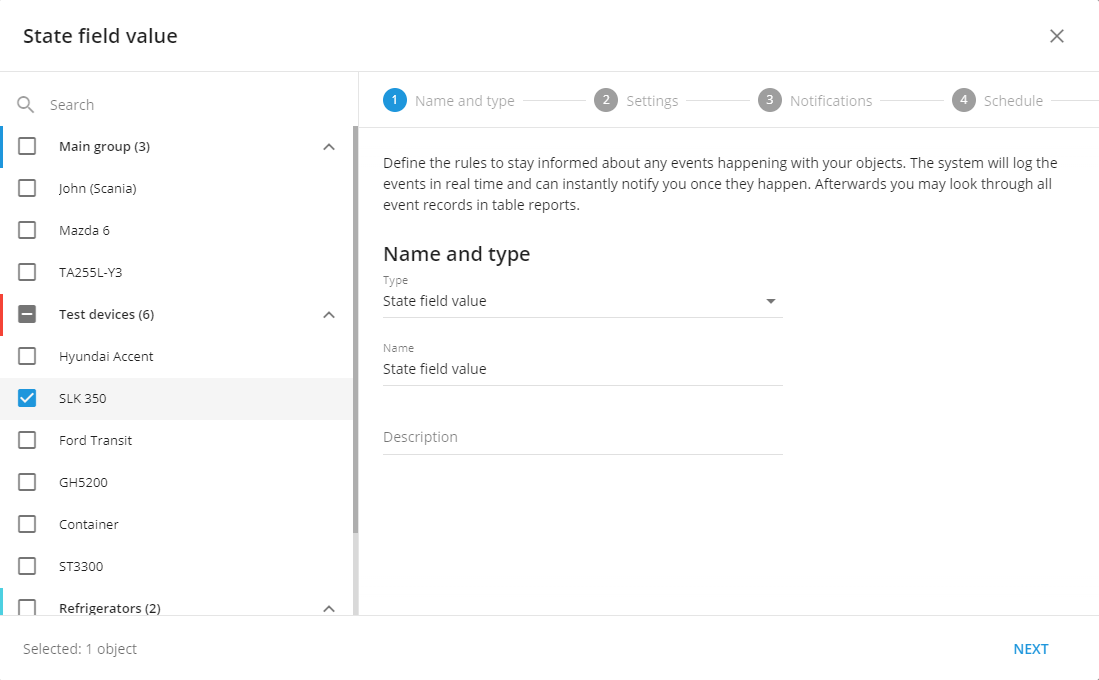 State field value
Search
Main group (3)
John (Scania)
Mazda 6
TA255L-Y3
Test devices (6)
Hyundai Accent
SLK 350
Ford Transit
GH5200
Container
ST3300
Refrigerators (2)
1 Name and type 2 Settings 3 Notifications 4 Schedule
Define the rules to stay informed about any events happening with your objects. The system will log the
events in real time and can instantly notify you once they happen. Afterwards you may look through all
event records in table reports.
Name and type
Type
State field value
Name
State field value
Description
Selected: 1 object
NEXT